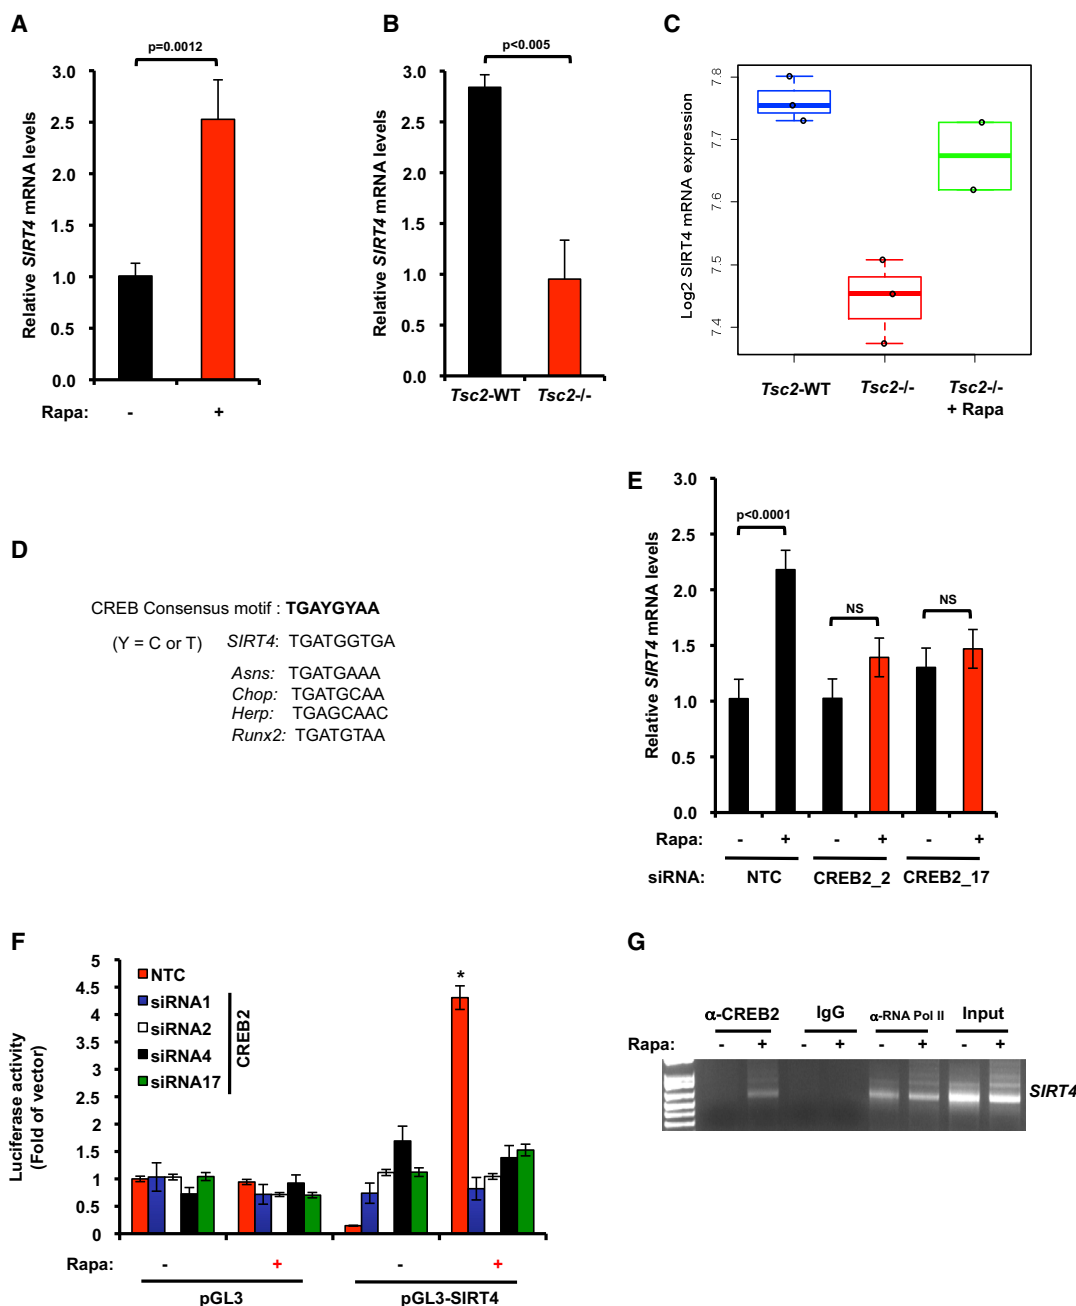 A
p=0.0012
3.0
2.5
2.0
1.5
1.0
0.5
0.0
Relative SIRT4 mRNA levels
Rapa: - +
B
p<0.005
3.0
2.5
2.0
1.5
1.0
0.5
0.0
Relative SIRT4 mRNA levels
Tsc2-WT Tsc2-/-
C
7.8
7.7
7.6
7.5
7.4
Log2 SIRT4 mRNA expression
Tsc2-WT Tsc2-/- Tsc2-/-
+ Rapa
D
CREB Consensus motif : TGAYGYAA
(Y = C or T) SIRT4: TGATGGTGA
Asns: TGATGAAA
Chop: TGATGCAA
Herp: TGAGCAAC
Runx2: TGATGTAA
E
3.0
2.5
2.0
1.5
1.0
0.5
0.0
Relative SIRT4 mRNA levels
p<0.0001
NS
NS
Rapa: - + - + - +
siRNA: NTC CREB2_2 CREB2_17
F
5
4.5
4
3.5
3
2.5
2
1.5
1
0.5
0
Luciferase activity
(Fold of vector)
NTC
siRNA1
siRNA2
siRNA4
siRNA17
CREB2
*
Rapa: - + - +
pGL3 pGL3-SIRT4
G
α-CREB2 IgG α-RNA Pol II Input
Rapa: - + - + - + - +
SIRT4